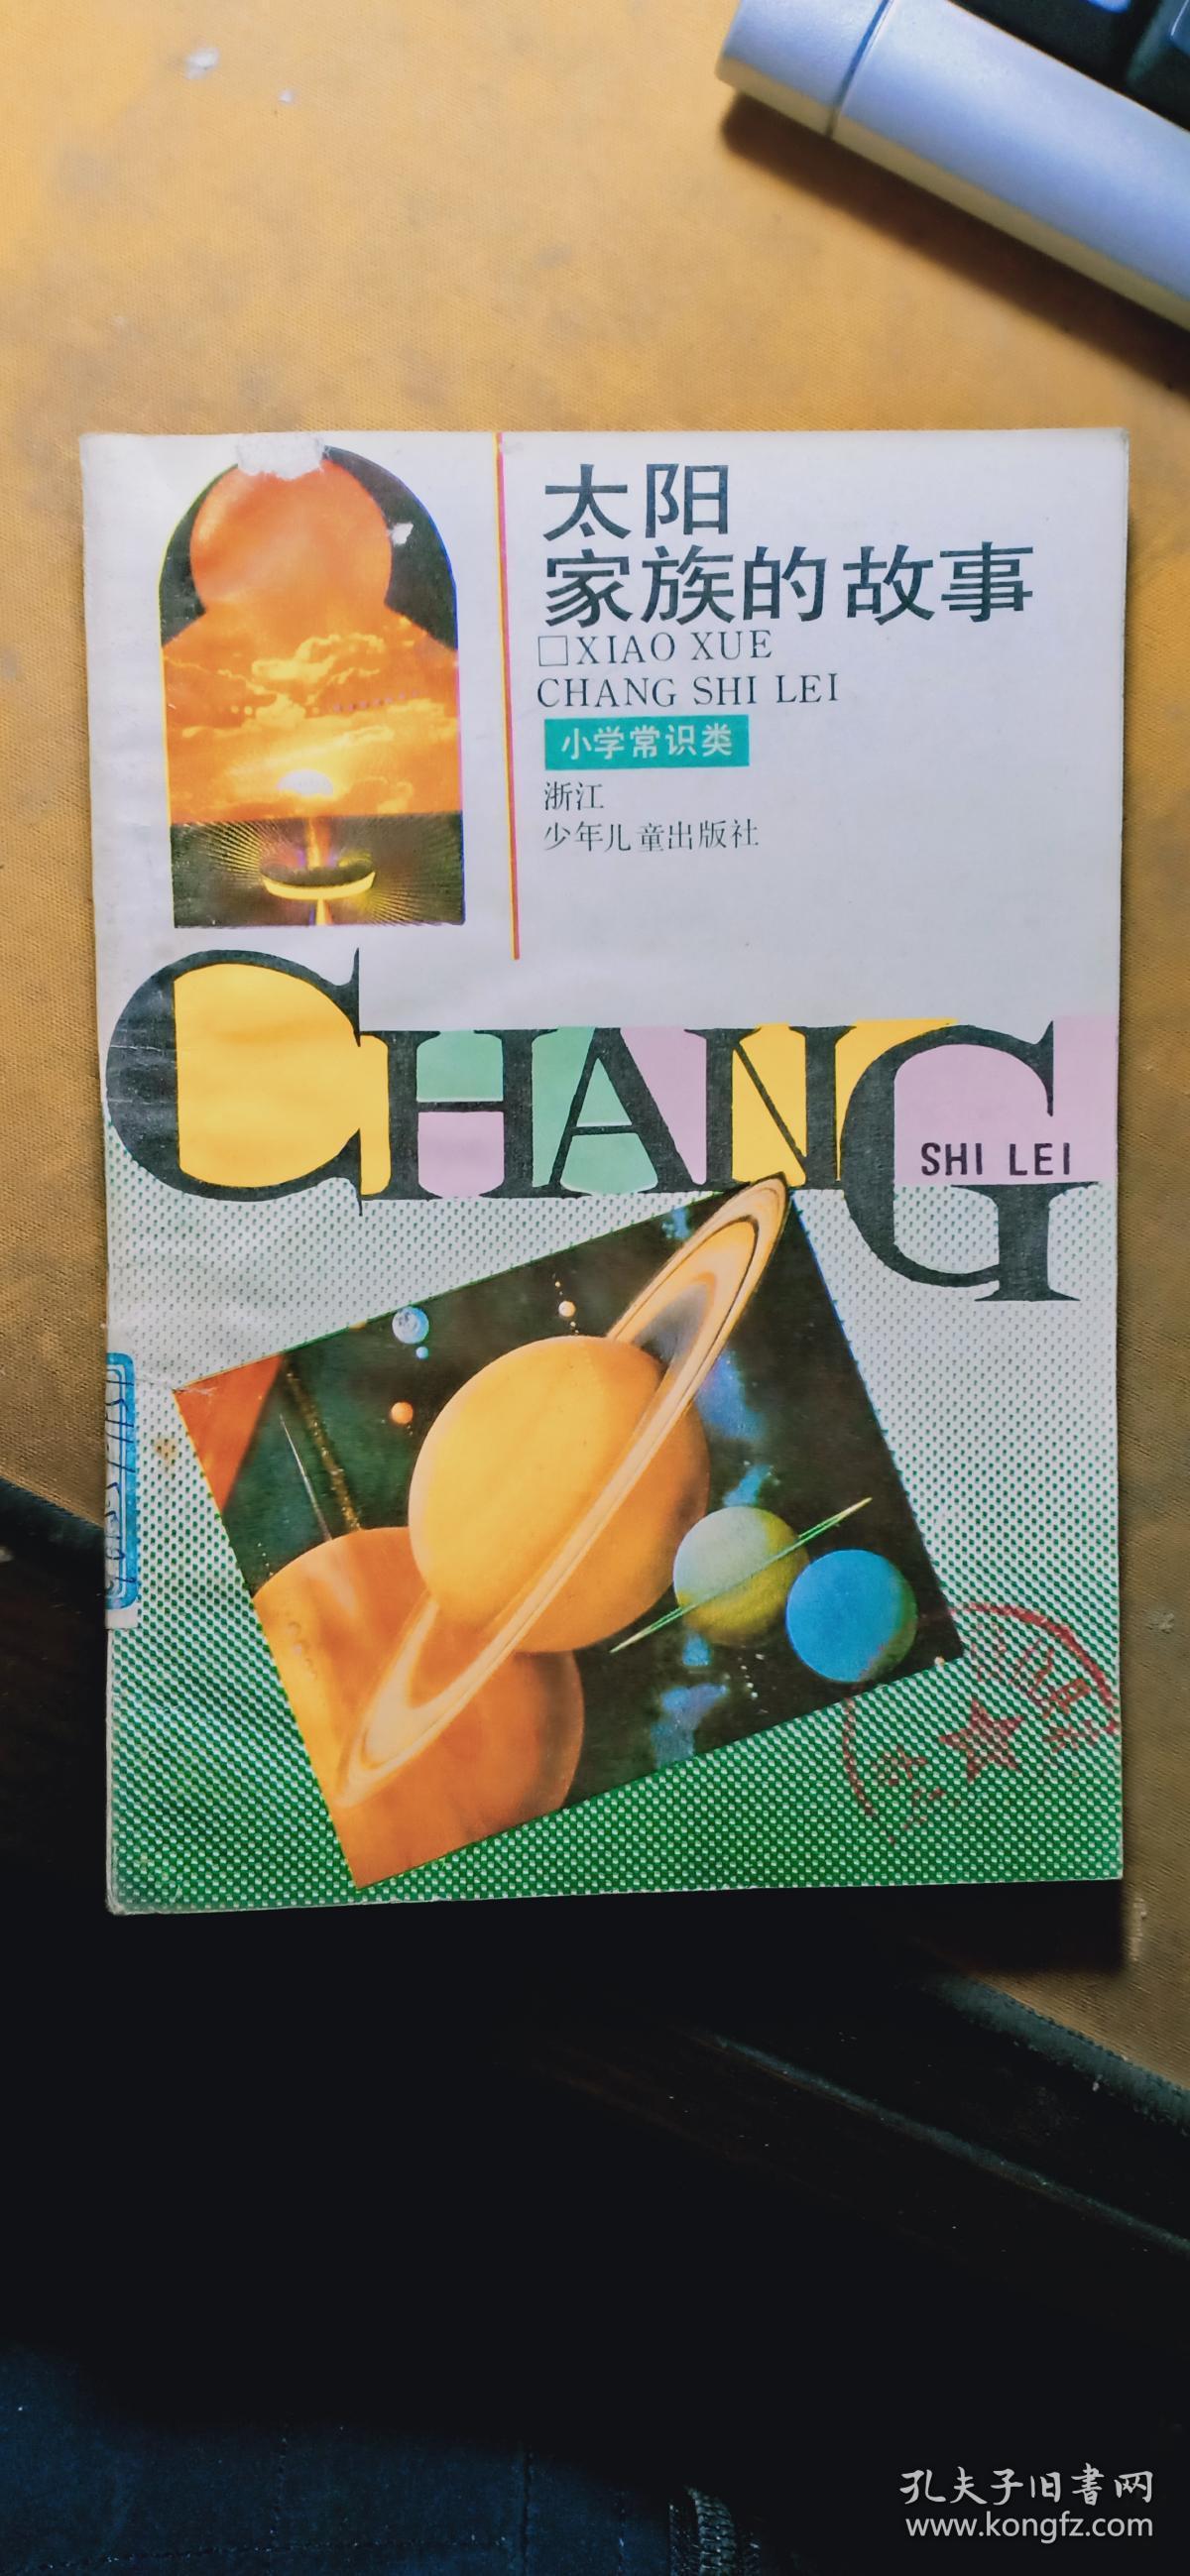 太阳
家族的故事
□XIAO XUE
CHANG SHI LEI
小学常识类
浙江
少年儿童出版社
CHANG
SHI LEI
孔夫子旧書网
www.kongfz.com